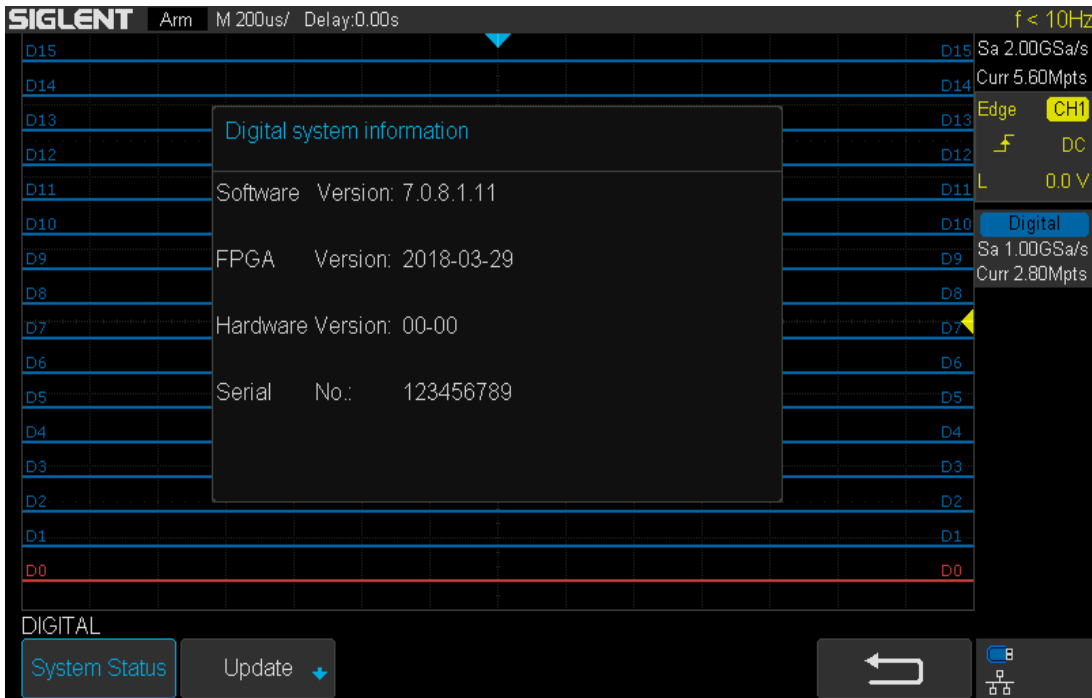 SIGLENT Arm M 200us/ Delay:0.00s f < 10Hz
Sa 2.00GSa/s
Curr 5.60Mpts
Edge CH1
DC
L 0.0 V
Digital
Sa 1.00GSa/s
Curr 2.80Mpts
D15 D15
D14 D14
D13 D13
D12 D12
D11 D11
D10 D10
D9 D9
D8 D8
D7 D7
D6 D6
D5 D5
D4 D4
D3 D3
D2 D2
D1 D1
D0 D0
Digital system information
Software Version: 7.0.8.1.11
FPGA Version: 2018-03-29
Hardware Version: 00-00
Serial No.: 123456789
DIGITAL
System Status Update